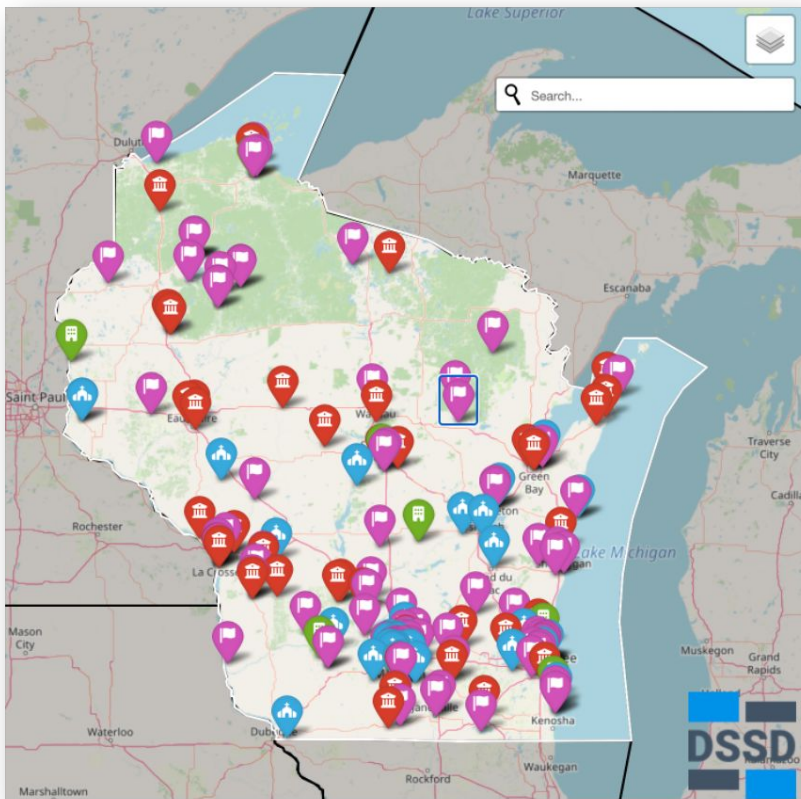 Lake Superior
Search...
Duluth
Marquette
Escanaba
Saint Paul
Eau Claire
Wausau
Traverse
City
Green
Bay
Cadilla
Rochester
La Crosse
Lake Michigan
Mason
City
Muskegon
Grand
Rapids
Waterloo
Dubuque
Kenosha
DSSD
Waukegan
Rockford
Marshalltown